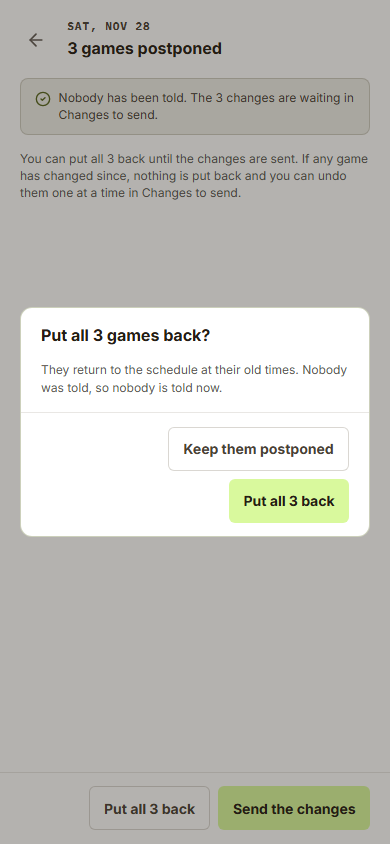 SAT, NOV 28
3 games postponed
Nobody has been told. The 3 changes are waiting in
Changes to send.
You can put all 3 back until the changes are sent. If any game
has changed since, nothing is put back and you can undo
them one at a time in Changes to send.
Put all 3 games back?
They return to the schedule at their old times. Nobody
was told, so nobody is told now.
Keep them postponed
Put all 3 back
Put all 3 back
Send the changes